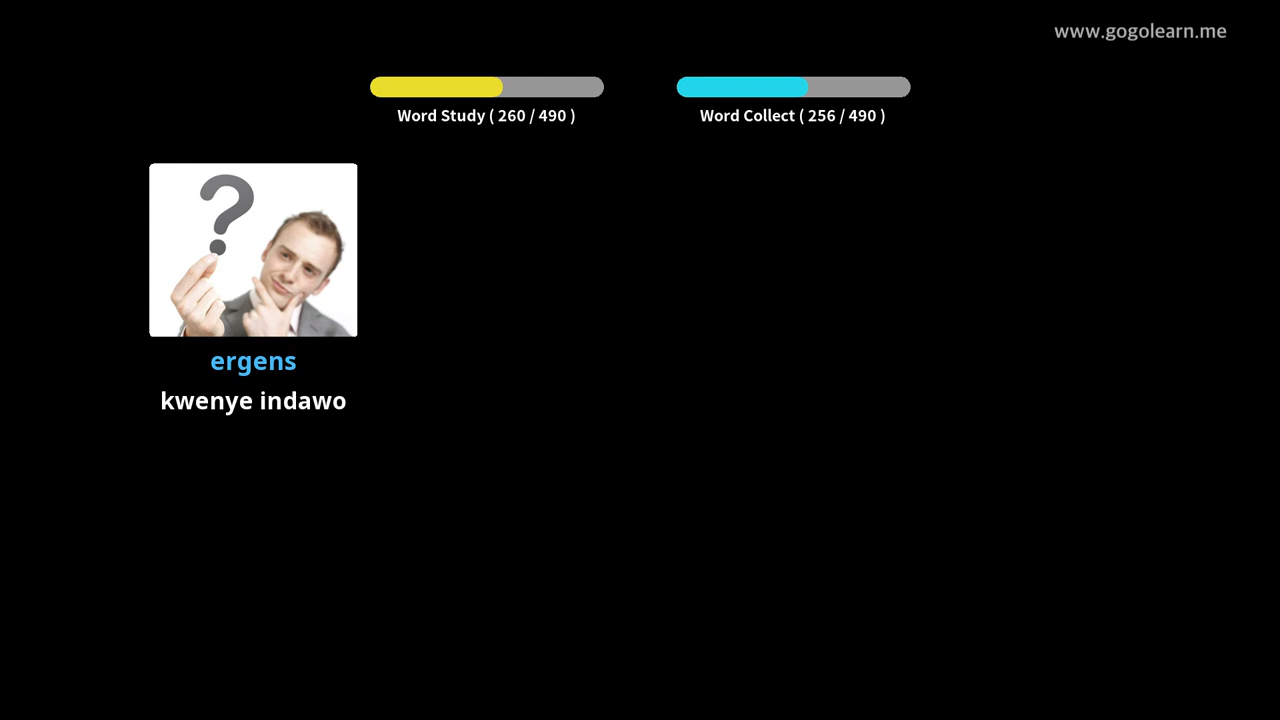 www.gogolearn.me
Word Study ( 260 / 490 )
Word Collect ( 256 / 490 )
?
ergens
kwenye indawo